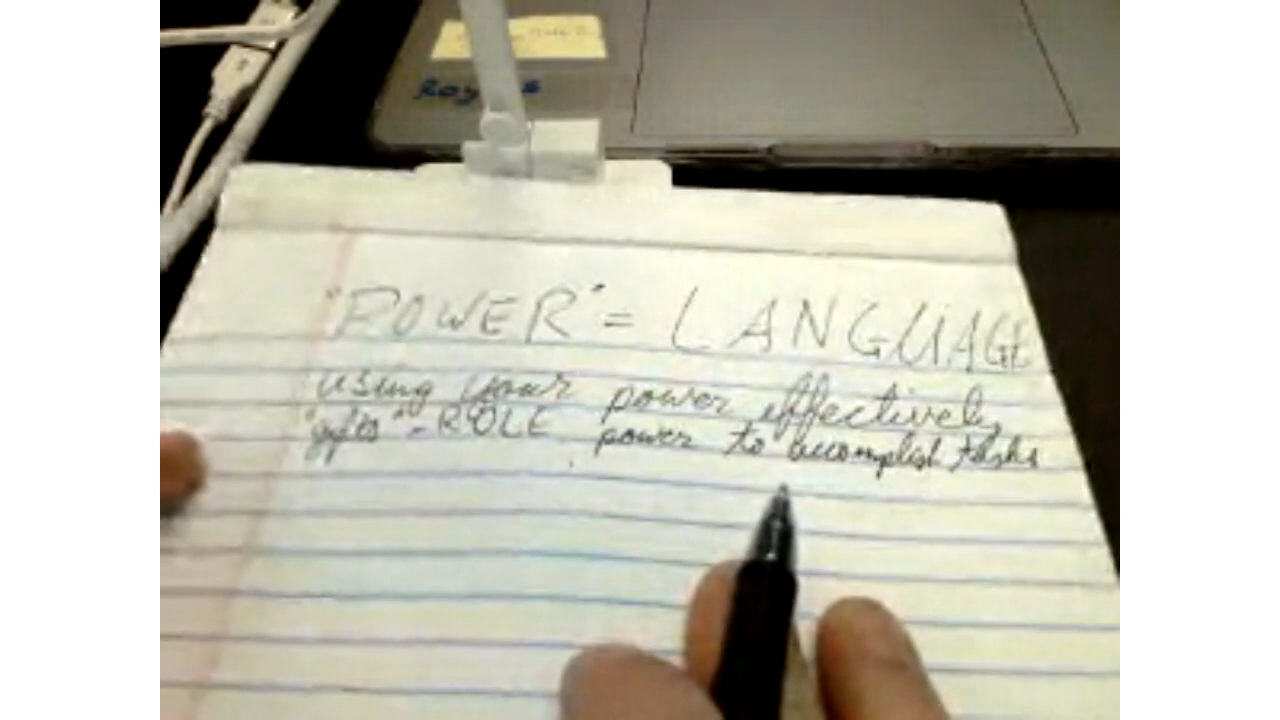 "POWER" = LANGUAGE
using your power effectively
"gifts" - ROLE power to accomplish tasks